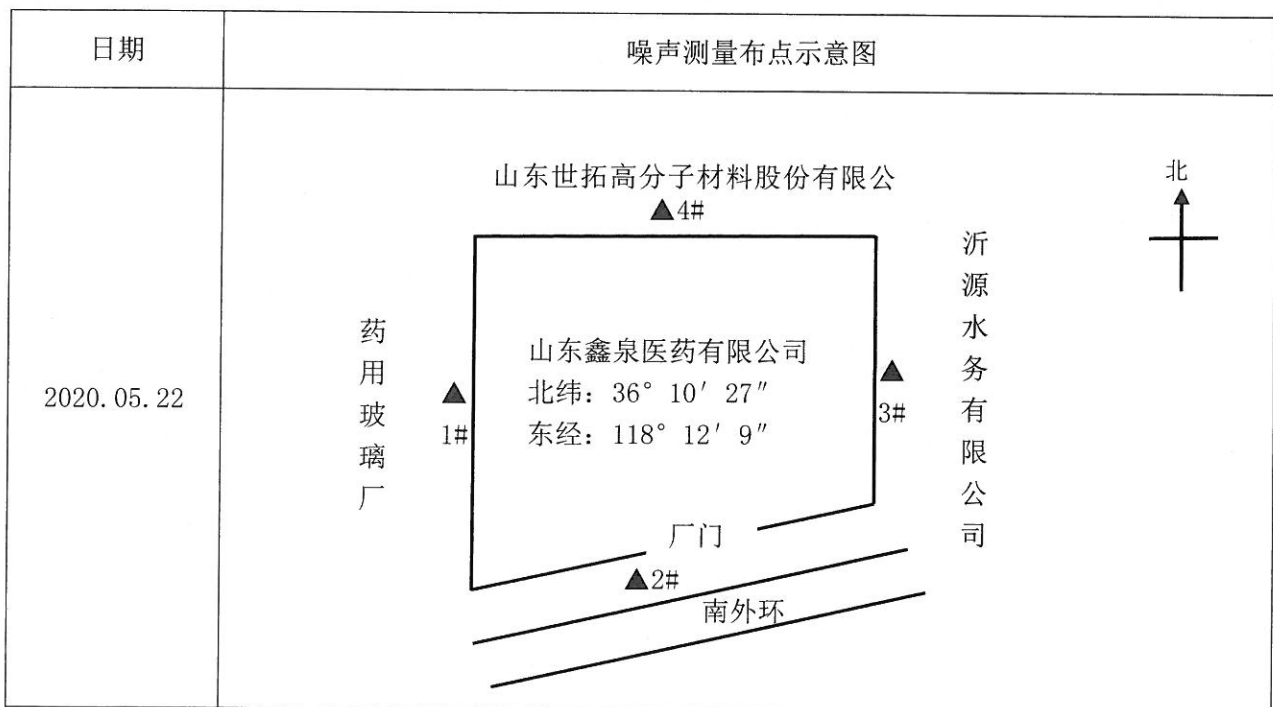 日期
噪声测量布点示意图
2020.05.22
山东世拓高分子材料股份有限公
▲4#
北
药用玻璃厂
▲
1#
山东鑫泉医药有限公司
北纬：36° 10′ 27″
东经：118° 12′ 9″
▲
3#
沂源水务有限公司
厂门
▲2#
南外环